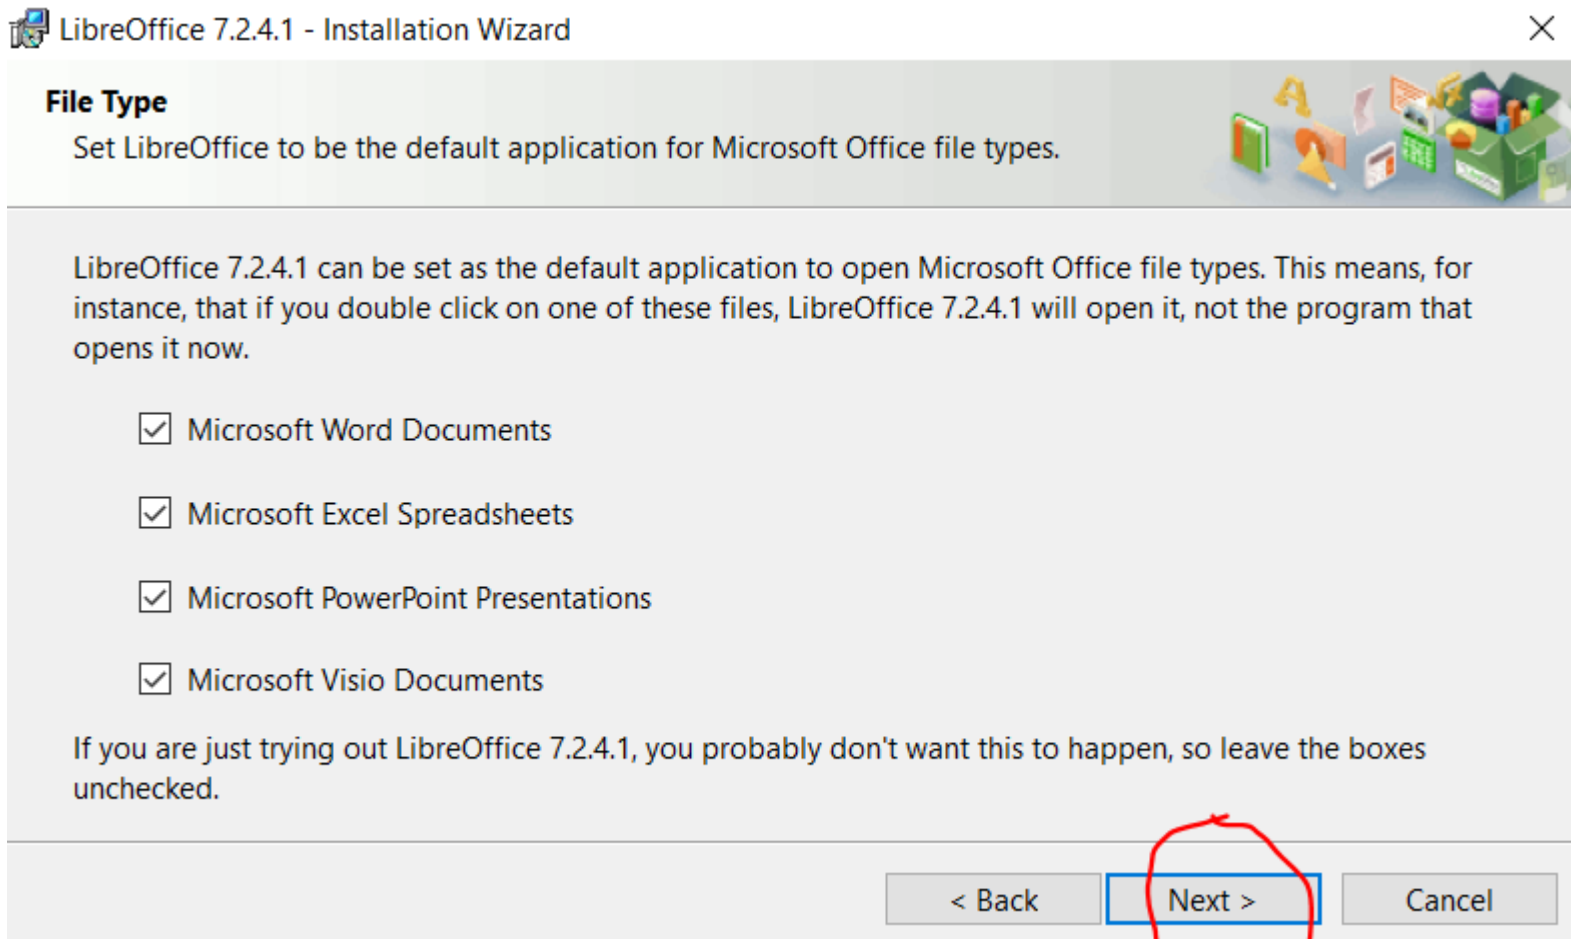 LibreOffice 7.2.4.1 - Installation Wizard
File Type
Set LibreOffice to be the default application for Microsoft Office file types.
LibreOffice 7.2.4.1 can be set as the default application to open Microsoft Office file types. This means, for
instance, that if you double click on one of these files, LibreOffice 7.2.4.1 will open it, not the program that
opens it now.
Microsoft Word Documents
Microsoft Excel Spreadsheets
Microsoft PowerPoint Presentations
Microsoft Visio Documents
If you are just trying out LibreOffice 7.2.4.1, you probably don't want this to happen, so leave the boxes
unchecked.
< Back Next > Cancel